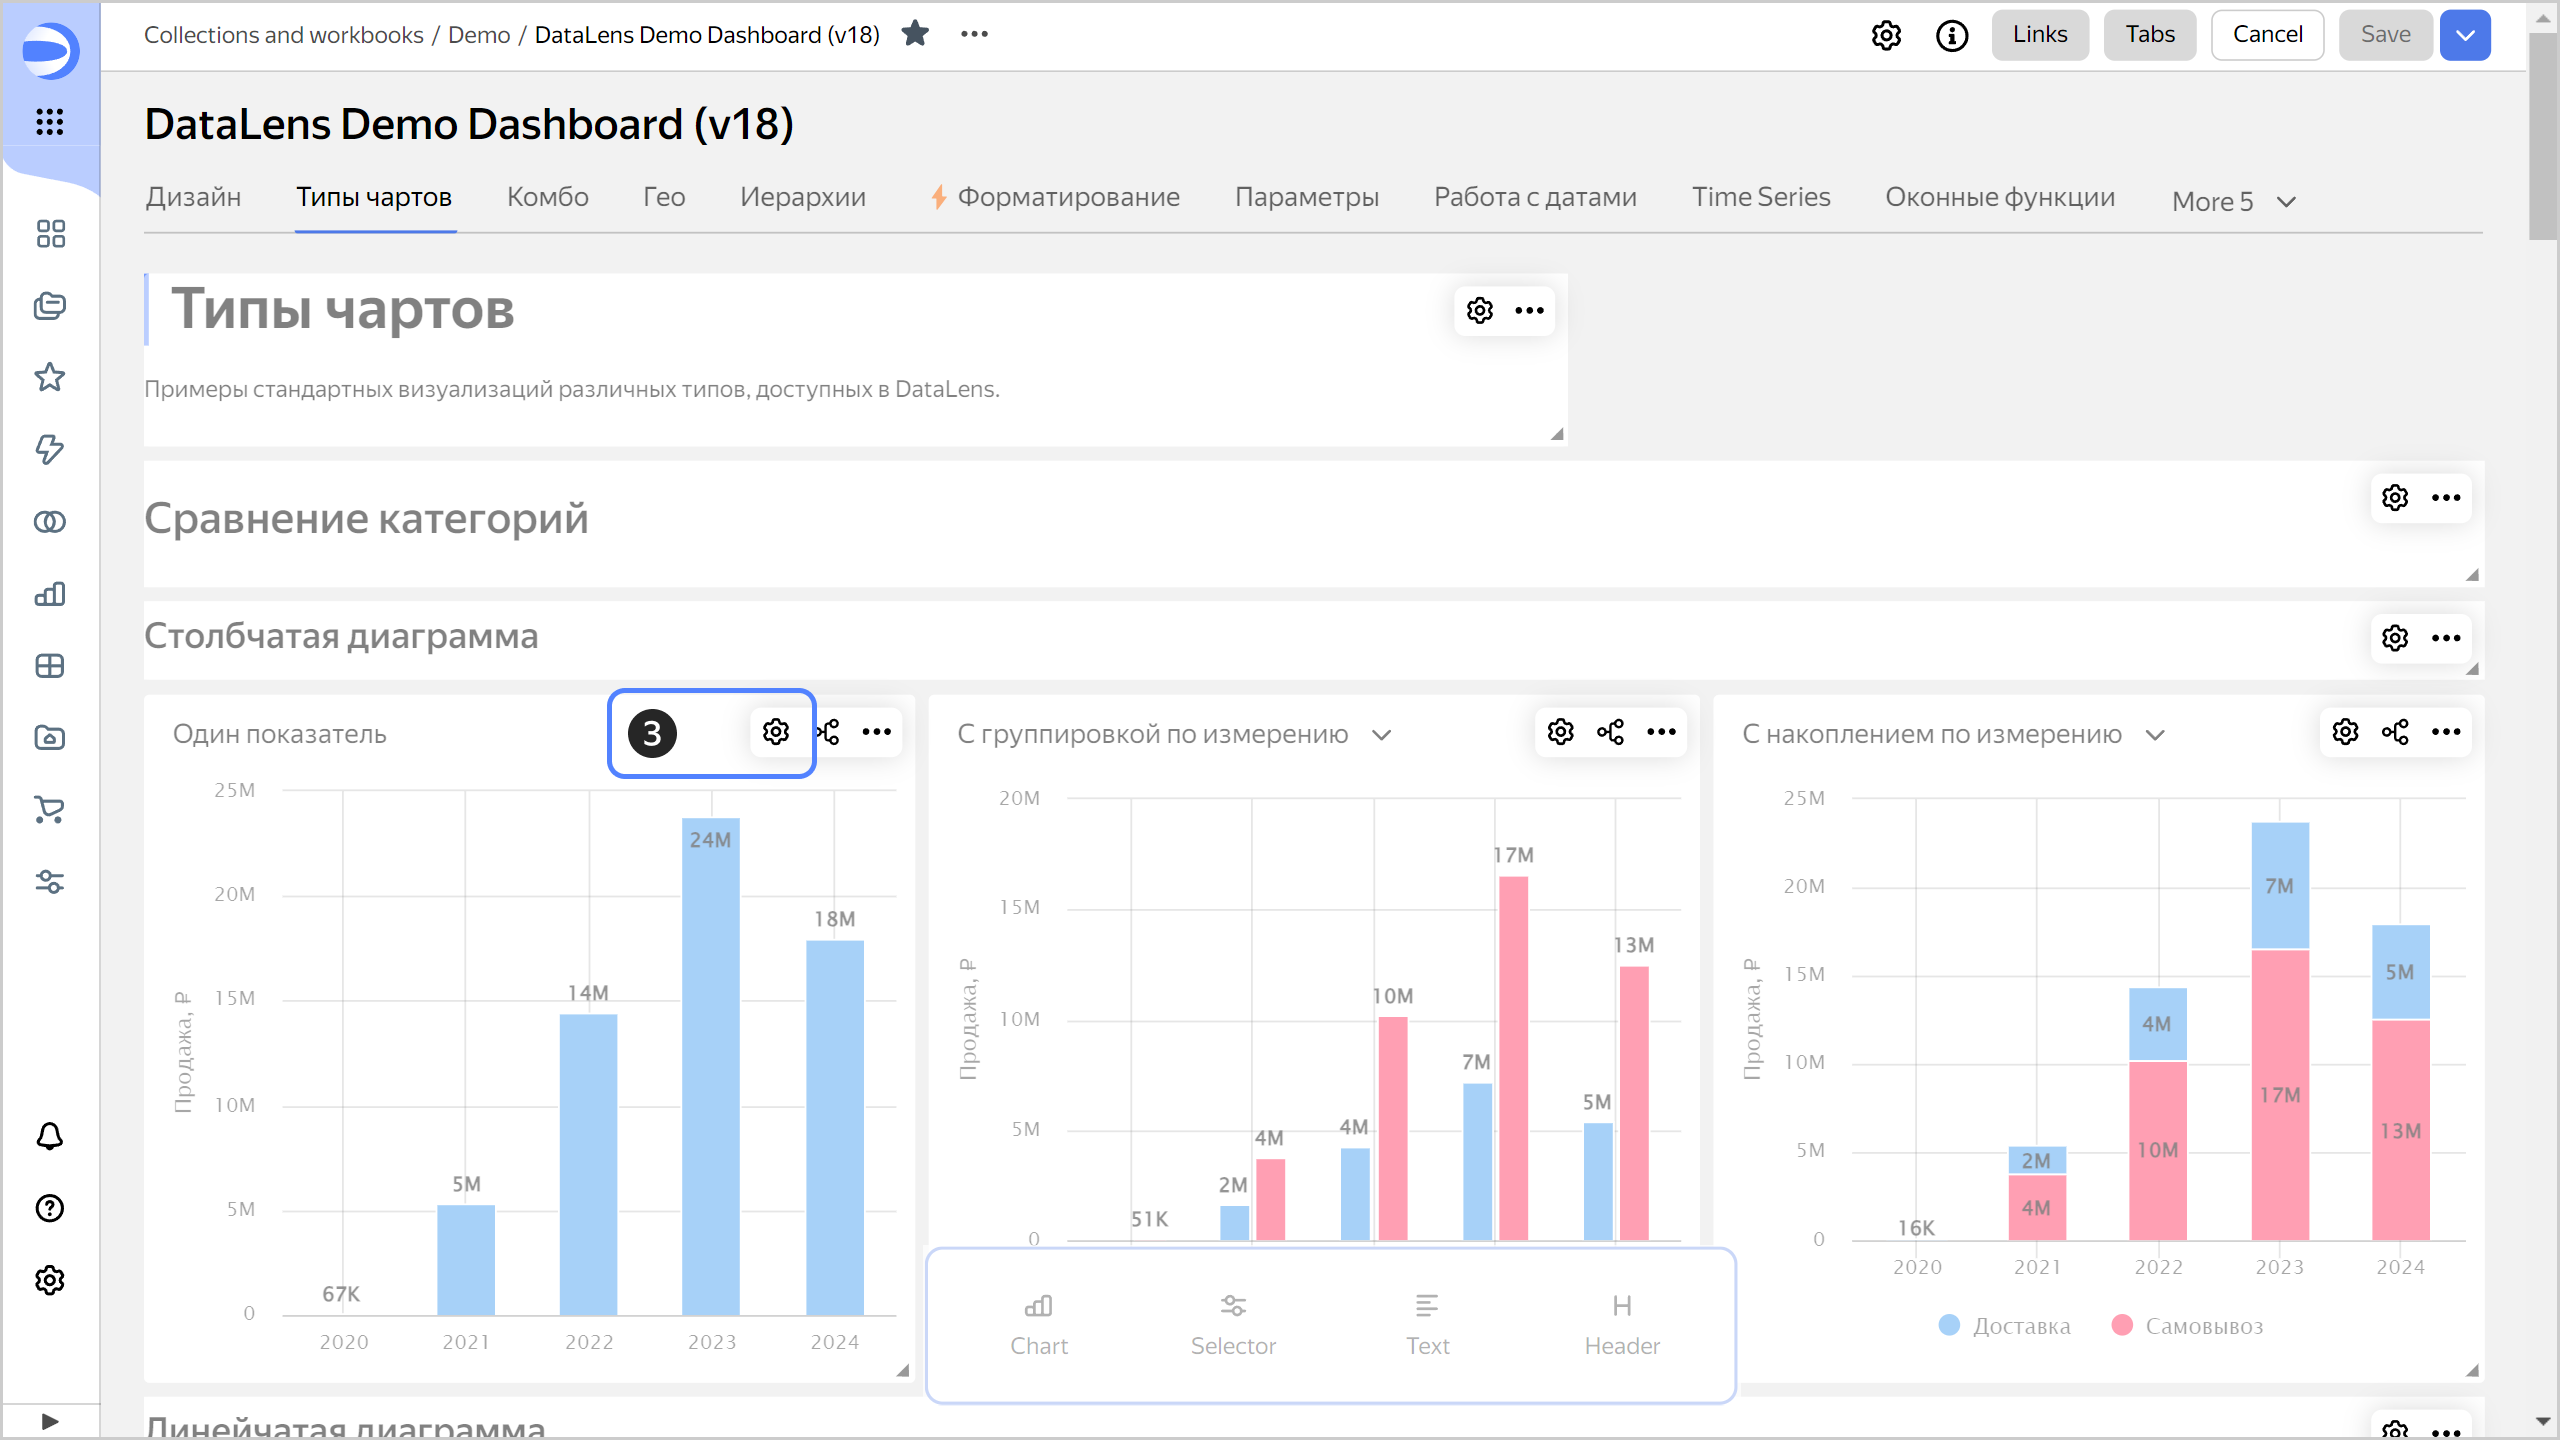 Collections and workbooks / Demo / DataLens Demo Dashboard (v18)
Links
Tabs
Cancel
Save
DataLens Demo Dashboard (v18)
Дизайн
Типы чартов
Комбо
Гео
Иерархии
Форматирование
Параметры
Работа с датами
Time Series
Оконные функции
More 5
Типы чартов
Примеры стандартных визуализаций различных типов, доступных в DataLens.
Сравнение категорий
Столбчатая диаграмма
Один показатель
3
25M
20M
15M
10M
5M
0
Продажа, ₽
67K
5M
14M
24M
18M
2020
2021
2022
2023
2024
С группировкой по измерению
20M
15M
10M
5M
0
Продажа, ₽
51K
2M
4M
4M
10M
7M
17M
5M
13M
С накоплением по измерению
25M
20M
15M
10M
5M
0
Продажа, ₽
16K
2M
4M
4M
10M
7M
17M
5M
13M
2020
2021
2022
2023
2024
Доставка
Самовывоз
Chart
Selector
Text
Header
Линейчатая диаграмма